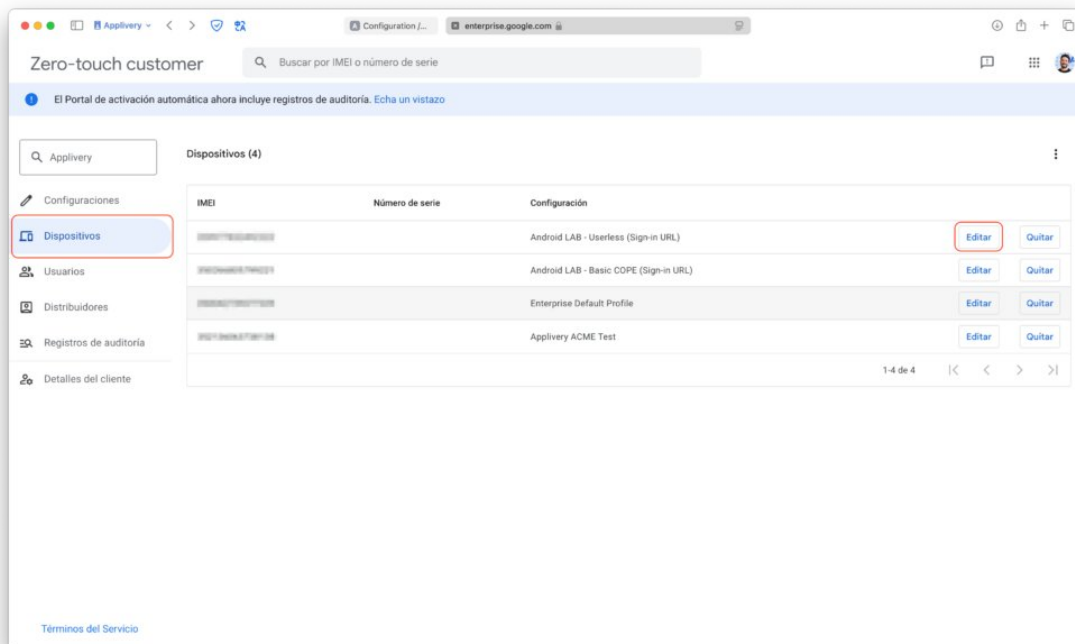 Applivery
Configuration /...
enterprise.google.com
Zero-touch customer
Buscar por IMEI o número de serie
El Portal de activación automática ahora incluye registros de auditoría. Echa un vistazo
Applivery
Dispositivos (4)
Configuraciones
IMEI Número de serie Configuración
Dispositivos
Android LAB - Userless (Sign-in URL) Editar Quitar
Usuarios
Android LAB - Basic COPE (Sign-in URL) Editar Quitar
Distribuidores
Enterprise Default Profile Editar Quitar
Registros de auditoría
Applivery ACME Test Editar Quitar
1-4 de 4
Detalles del cliente
Términos del Servicio